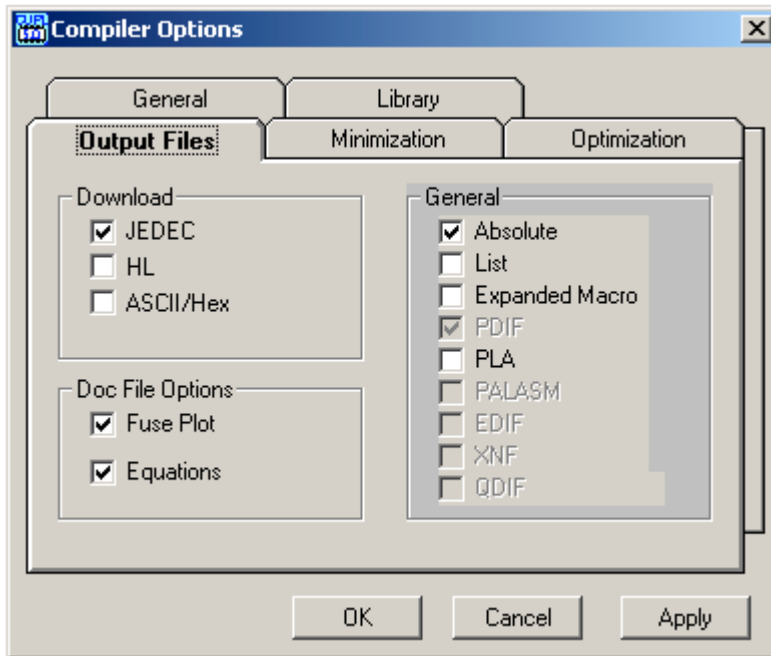 Compiler Options
General
Library
Output Files
Minimization
Optimization
Download
JEDEC
HL
ASCII/Hex
Doc File Options
Fuse Plot
Equations
General
Absolute
List
Expanded Macro
PDIF
PLA
PALASM
EDIF
XNF
QDIF
OK
Cancel
Apply